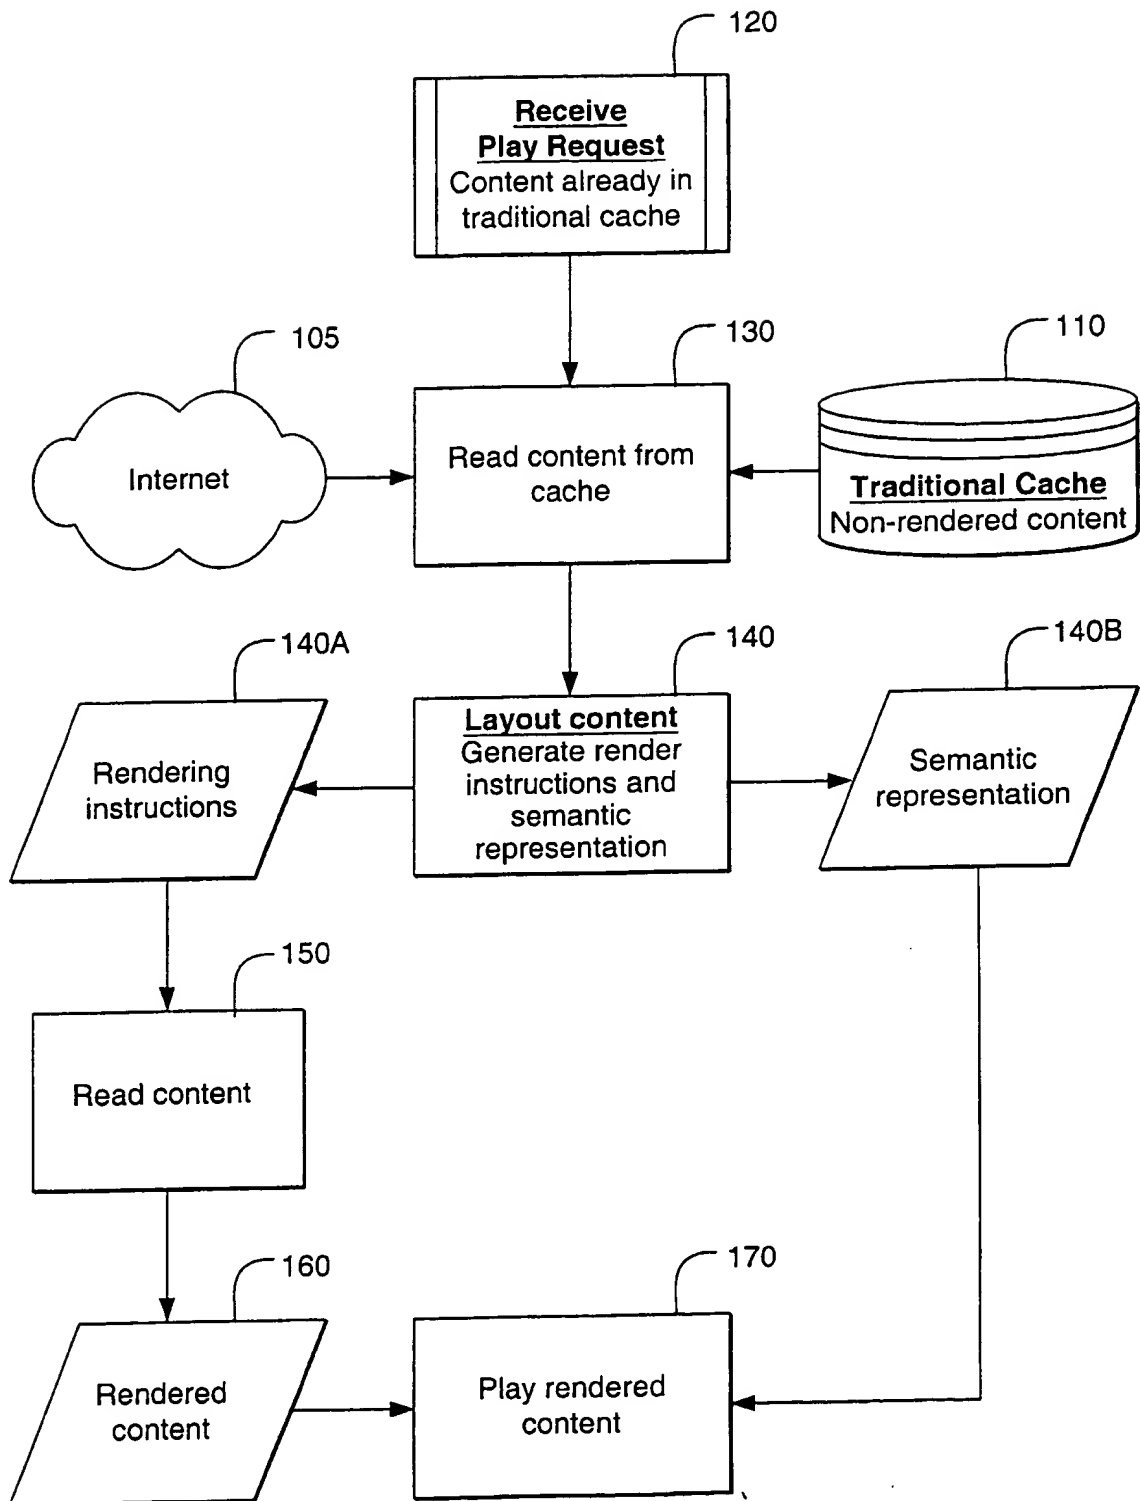 120
Receive
Play Request
Content already in
traditional cache
105
130
110
Internet
Read content from
cache
Traditional Cache
Non-rendered content
140A
140
140B
Rendering
instructions
Layout content
Generate render
instructions and
semantic
representation
Semantic
representation
150
Read content
160
170
Rendered
content
Play rendered
content